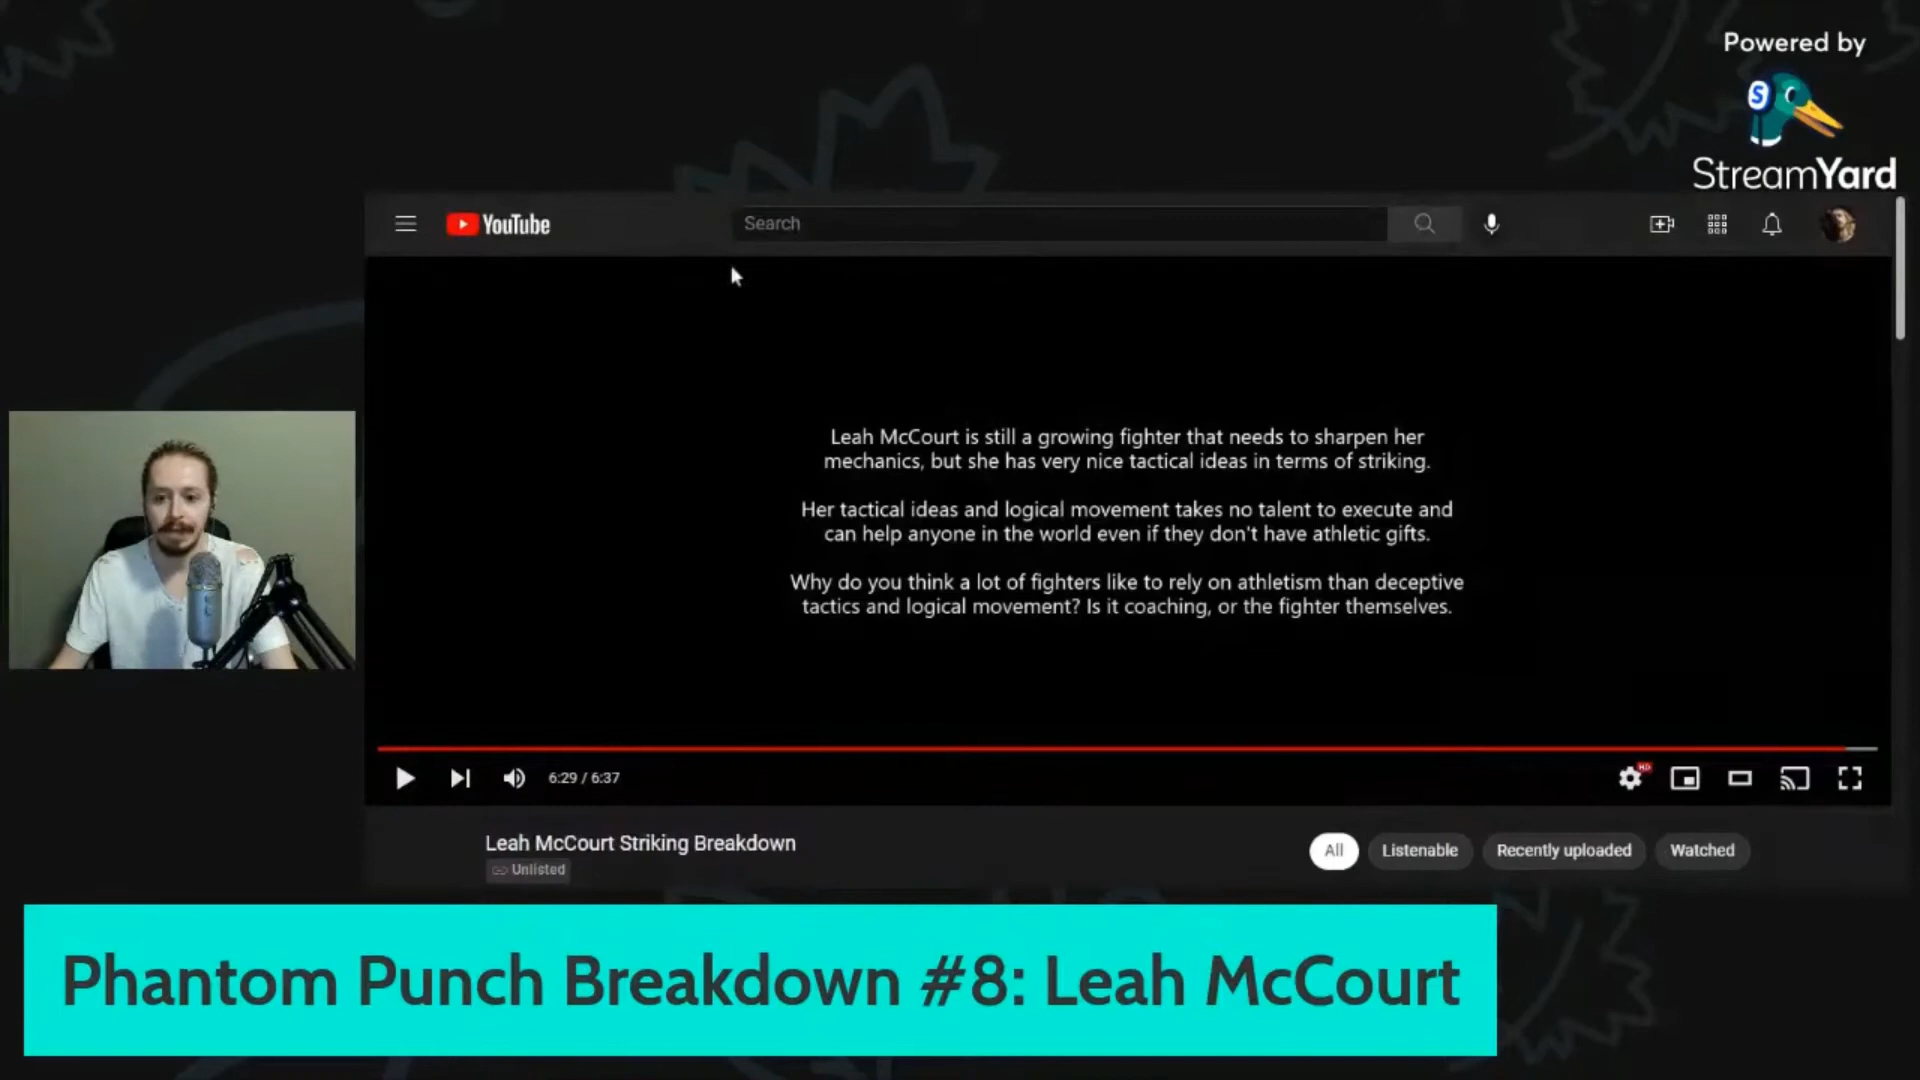 Powered by
S
StreamYard
YouTube
Search
Leah McCourt is still a growing fighter that needs to sharpen her
mechanics, but she has very nice tactical ideas in terms of striking.
Her tactical ideas and logical movement takes no talent to execute and
can help anyone in the world even if they don't have athletic gifts.
Why do you think a lot of fighters like to rely on athletism than deceptive
tactics and logical movement? Is it coaching, or the fighter themselves.
6:29 / 6:37
HD
Leah McCourt Striking Breakdown
Unlisted
All
Listenable
Recently uploaded
Watched
Phantom Punch Breakdown #8: Leah McCourt